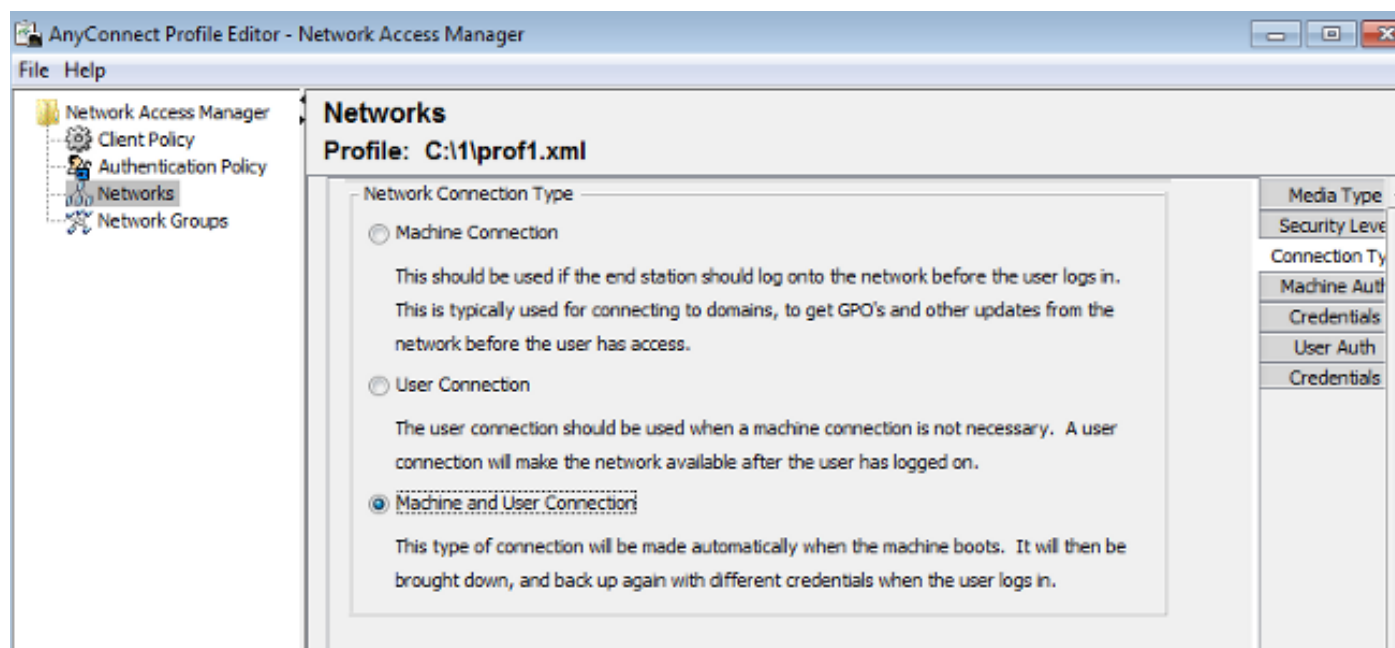 AnyConnect Profile Editor - Network Access Manager
File Help
Network Access Manager
Client Policy
Authentication Policy
Networks
Network Groups
Networks
Profile: C:\1\prof1.xml
Network Connection Type
Machine Connection
This should be used if the end station should log onto the network before the user logs in.
This is typically used for connecting to domains, to get GPO's and other updates from the
network before the user has access.
User Connection
The user connection should be used when a machine connection is not necessary. A user
connection will make the network available after the user has logged on.
Machine and User Connection
This type of connection will be made automatically when the machine boots. It will then be
brought down, and back up again with different credentials when the user logs in.
Media Type
Security Leve
Connection Ty
Machine Auth
Credentials
User Auth
Credentials